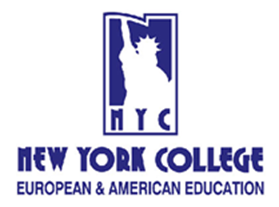 NYC
NEW YORK COLLEGE
EUROPEAN & AMERICAN EDUCATION